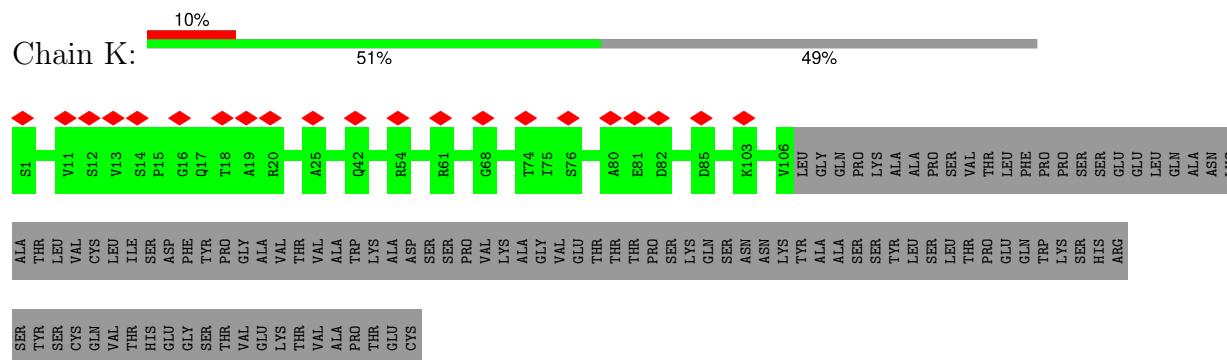 10%
Chain K:
51% 49%
S1 V11 S12 V13 S14 P15 G16 Q17 T18 A19 R20 A25 Q42 R54 R61 G68 T74 I75 S76 A80 E81 D82 D85 K103 V106 LEU GLY GLN PRO LYS ALA ALA PRO SER VAL THR LEU PHE PRO PRO SER SER GLU GLU LEU GLN ALA ASN
ALA THR LEU VAL CYS LEU ILE SER ASP PHE TYR PRO GLY ALA VAL THR VAL ALA TRP LYS ALA ASP SER SER PRO VAL LYS ALA GLY VAL GLU THR THR THR PRO SER LYS GLN SER ASN ASN LYS TYR ALA ALA SER SER TYR LEU SER LEU THR PRO GLU GLN TRP LYS SER HIS ARG
SER TYR SER CYS GLN VAL THR HIS GLU GLY SER THR VAL GLU LYS THR VAL ALA PRO THR GLU CYS